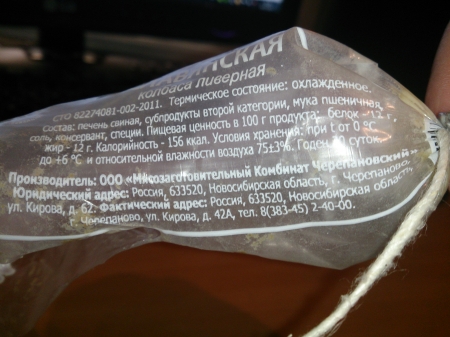 колбаса ливерная
СТО 82274081-002-2011. Термическое состояние: охлажденное.
Состав: печень свиная, субпродукты второй категории, мука пшеничная,
соль, консервант, специи. Пищевая ценность в 100 г продукта: белок - 12 г,
жир - 12 г. Калорийность - 156 ккал. Условия хранения: при t от 0 °С
до +6 °С и относительной влажности воздуха 75±3%. Годен суток.
Производитель: ООО «Мясозаготовительный Комбинат Черепановский»
Юридический адрес: Россия, 633520, Новосибирская область, г. Черепаново,
ул. Кирова, д. 62. Фактический адрес: Россия, 633520, Новосибирская область,
г. Черепаново, ул. Кирова, д. 42А, тел. 8(383-45) 2-40-00.